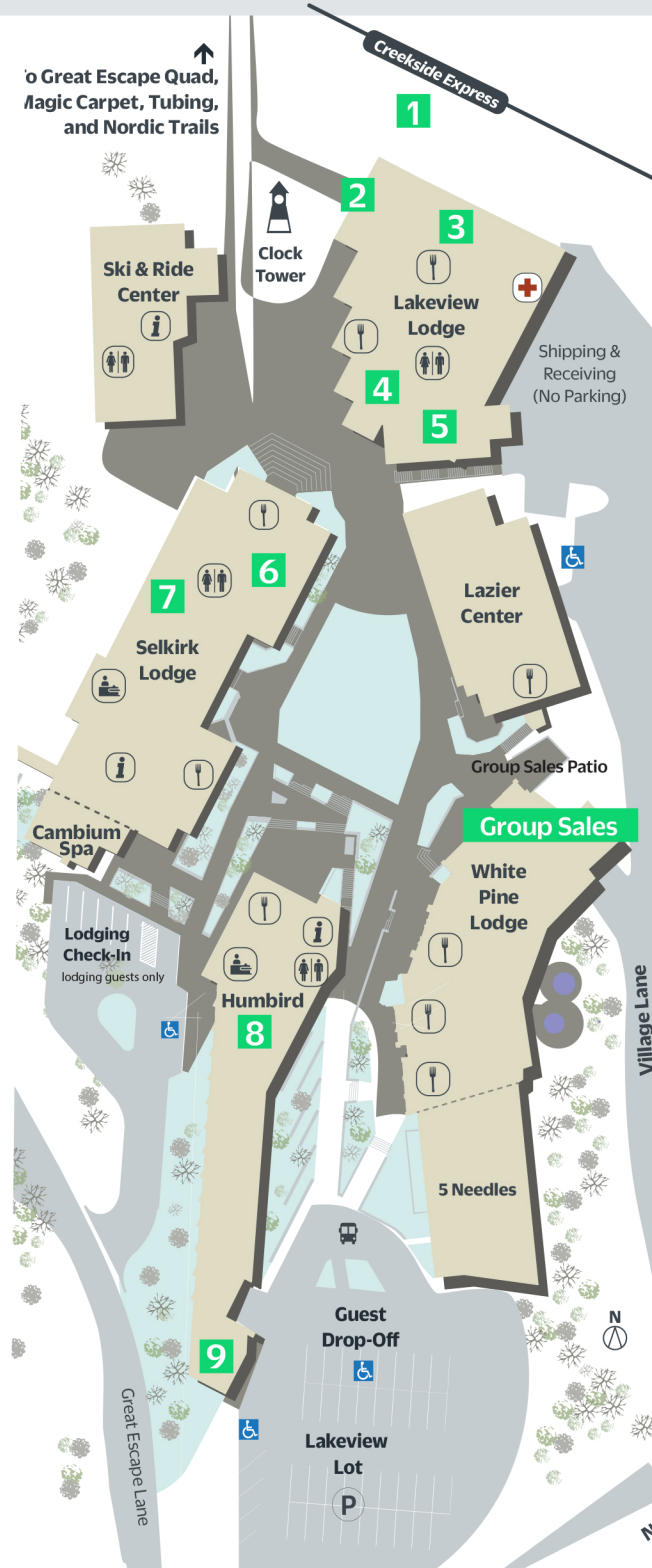 Creekside Express
o Great Escape Quad,
Magic Carpet, Tubing,
and Nordic Trails
1
2
3
Clock
Tower
Ski & Ride
Center
Lakeview
Lodge
Shipping &
Receiving
(No Parking)
4
5
6
7
Selkirk
Lodge
Lazier
Center
Group Sales Patio
Group Sales
Cambium
Spa
White
Pine
Lodge
Lodging
Check-In
lodging guests only
Humbird
8
Village Lane
5 Needles
Guest
Drop-Off
N
9
Great Escape Lane
Lakeview
Lot
P
N